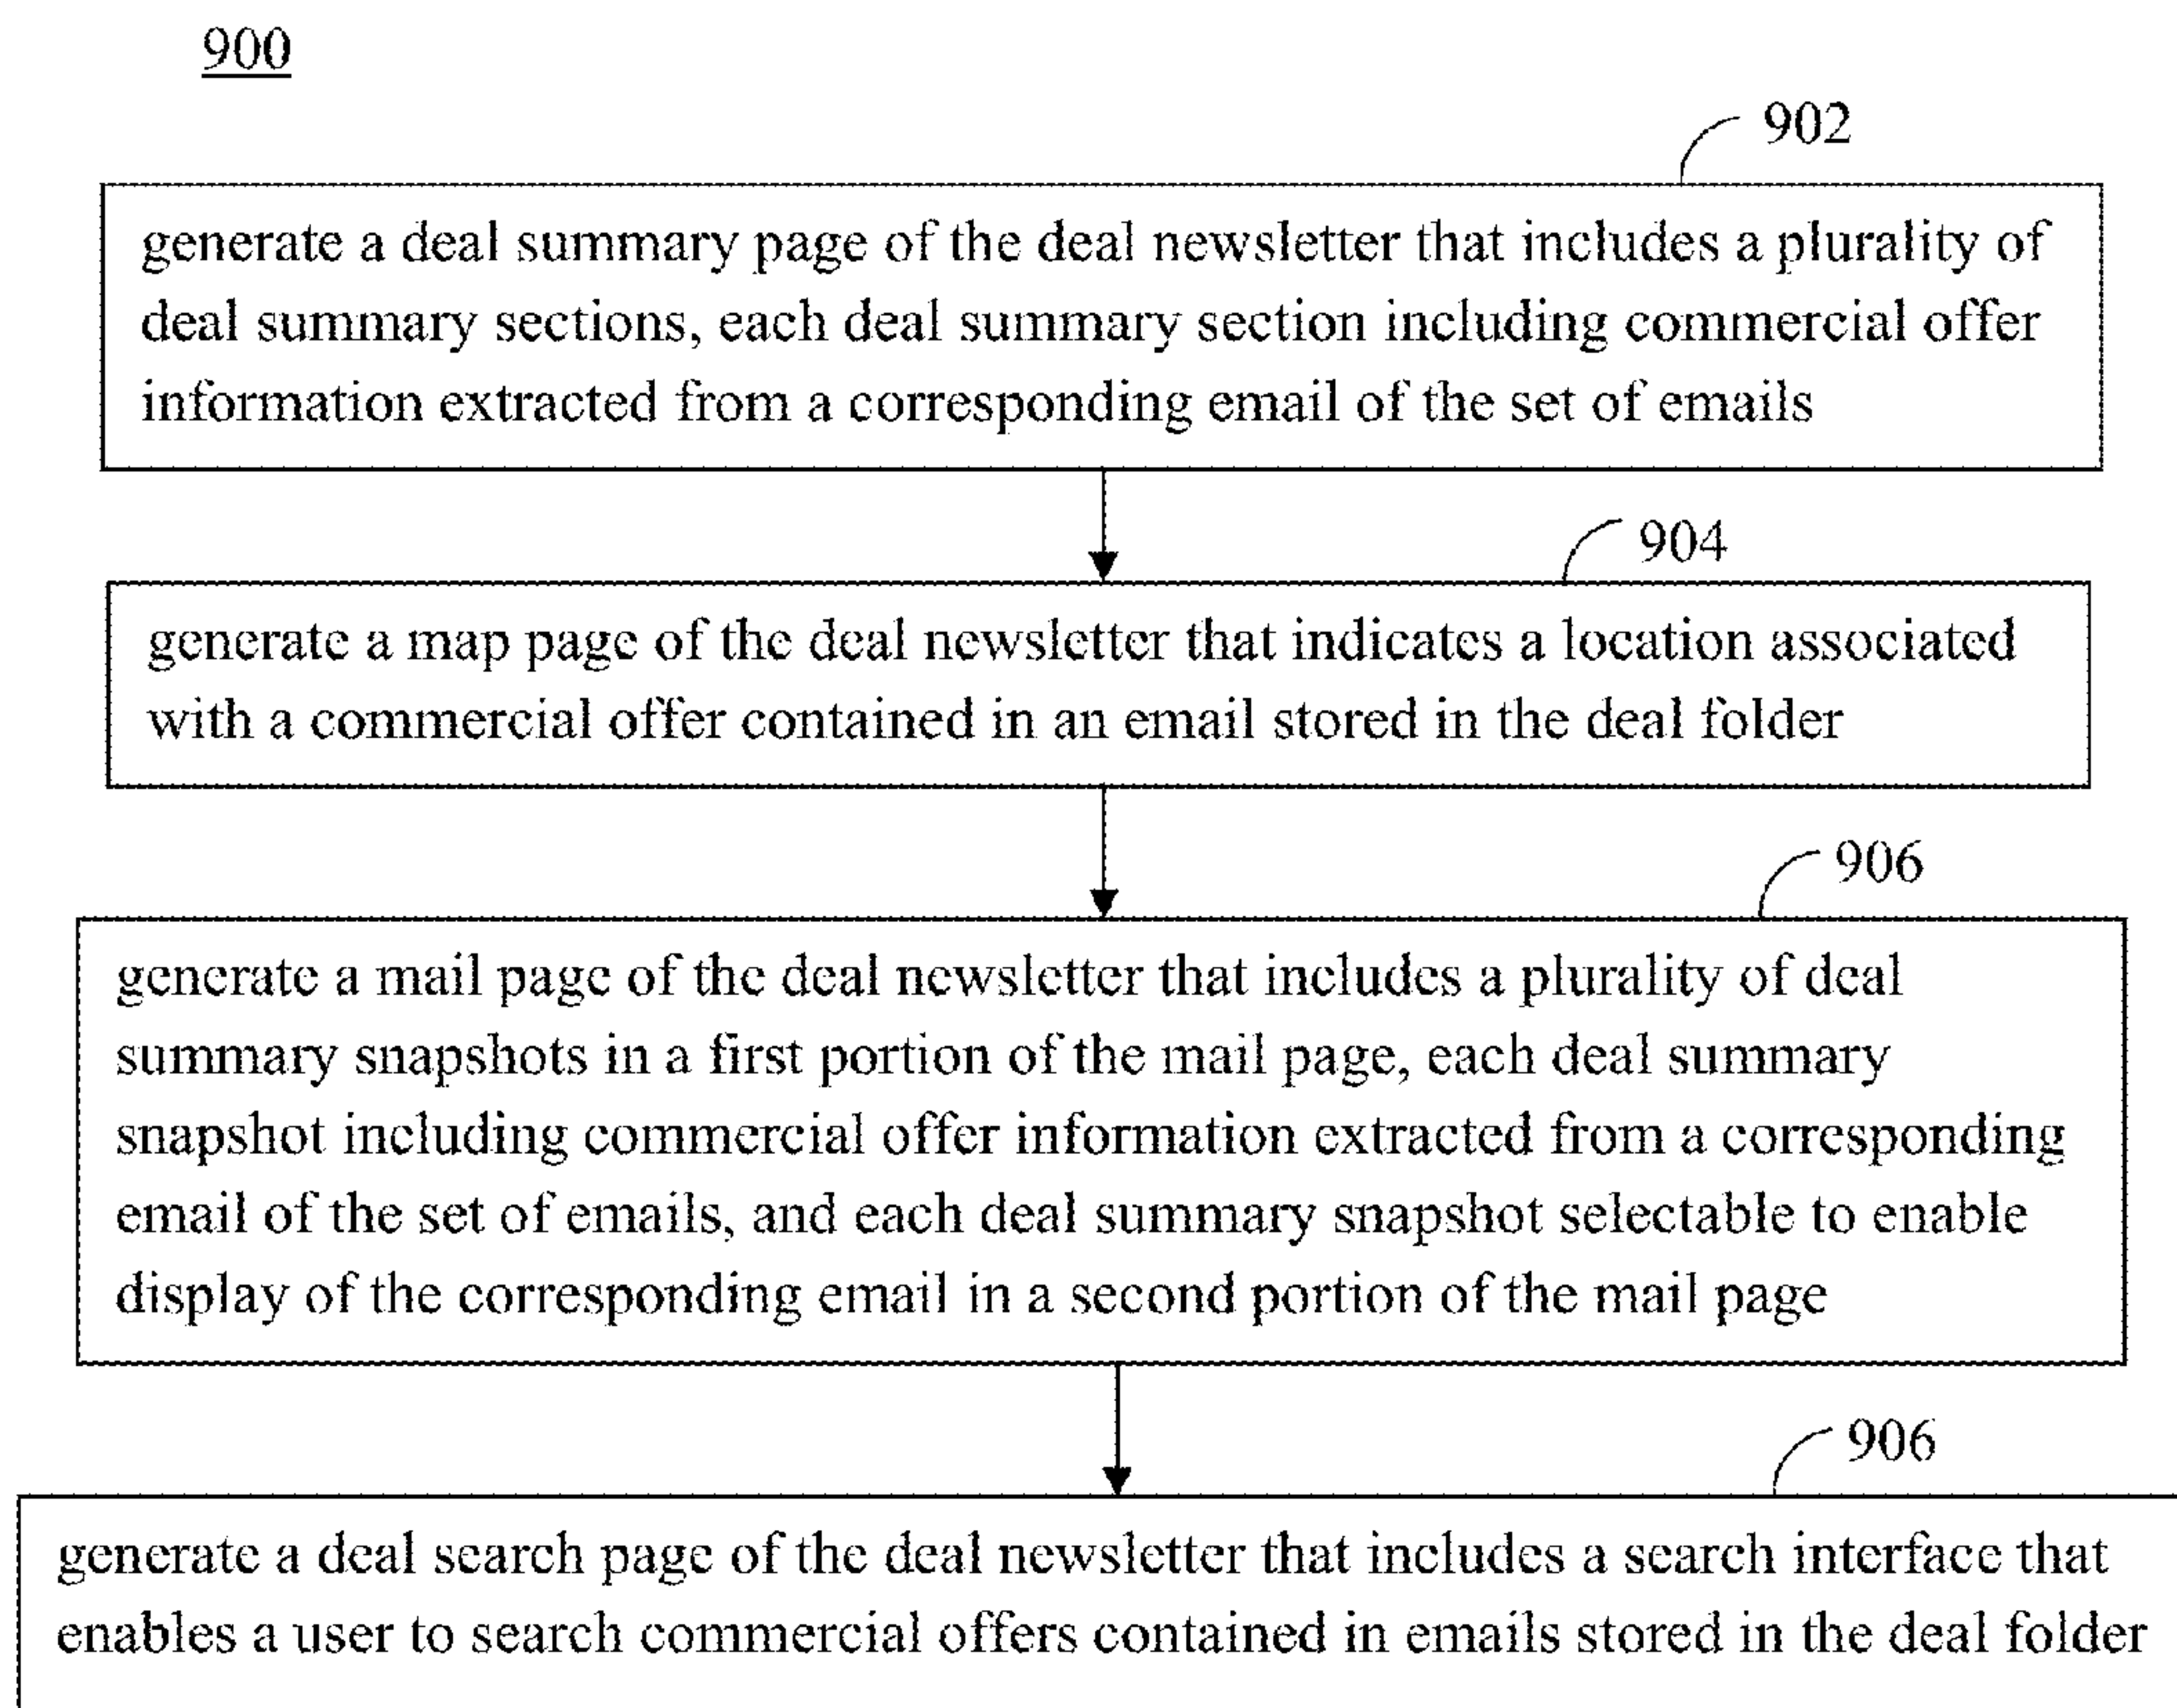 900
902
generate a deal summary page of the deal newsletter that includes a plurality of
deal summary sections, each deal summary section including commercial offer
information extracted from a corresponding email of the set of emails
904
generate a map page of the deal newsletter that indicates a location associated
with a commercial offer contained in an email stored in the deal folder
906
generate a mail page of the deal newsletter that includes a plurality of deal
summary snapshots in a first portion of the mail page, each deal summary
snapshot including commercial offer information extracted from a corresponding
email of the set of emails, and each deal summary snapshot selectable to enable
display of the corresponding email in a second portion of the mail page
906
generate a deal search page of the deal newsletter that includes a search interface that
enables a user to search commercial offers contained in emails stored in the deal folder